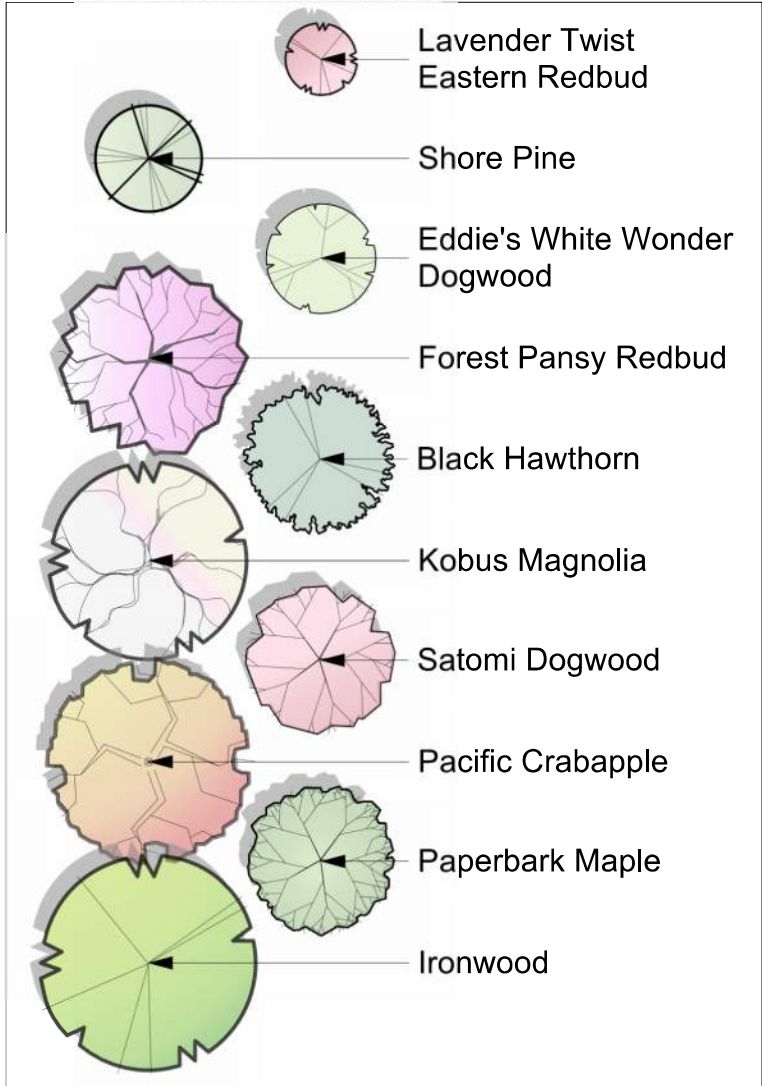 Lavender Twist
Eastern Redbud
Shore Pine
Eddie's White Wonder
Dogwood
Forest Pansy Redbud
Black Hawthorn
Kobus Magnolia
Satomi Dogwood
Pacific Crabapple
Paperbark Maple
Ironwood